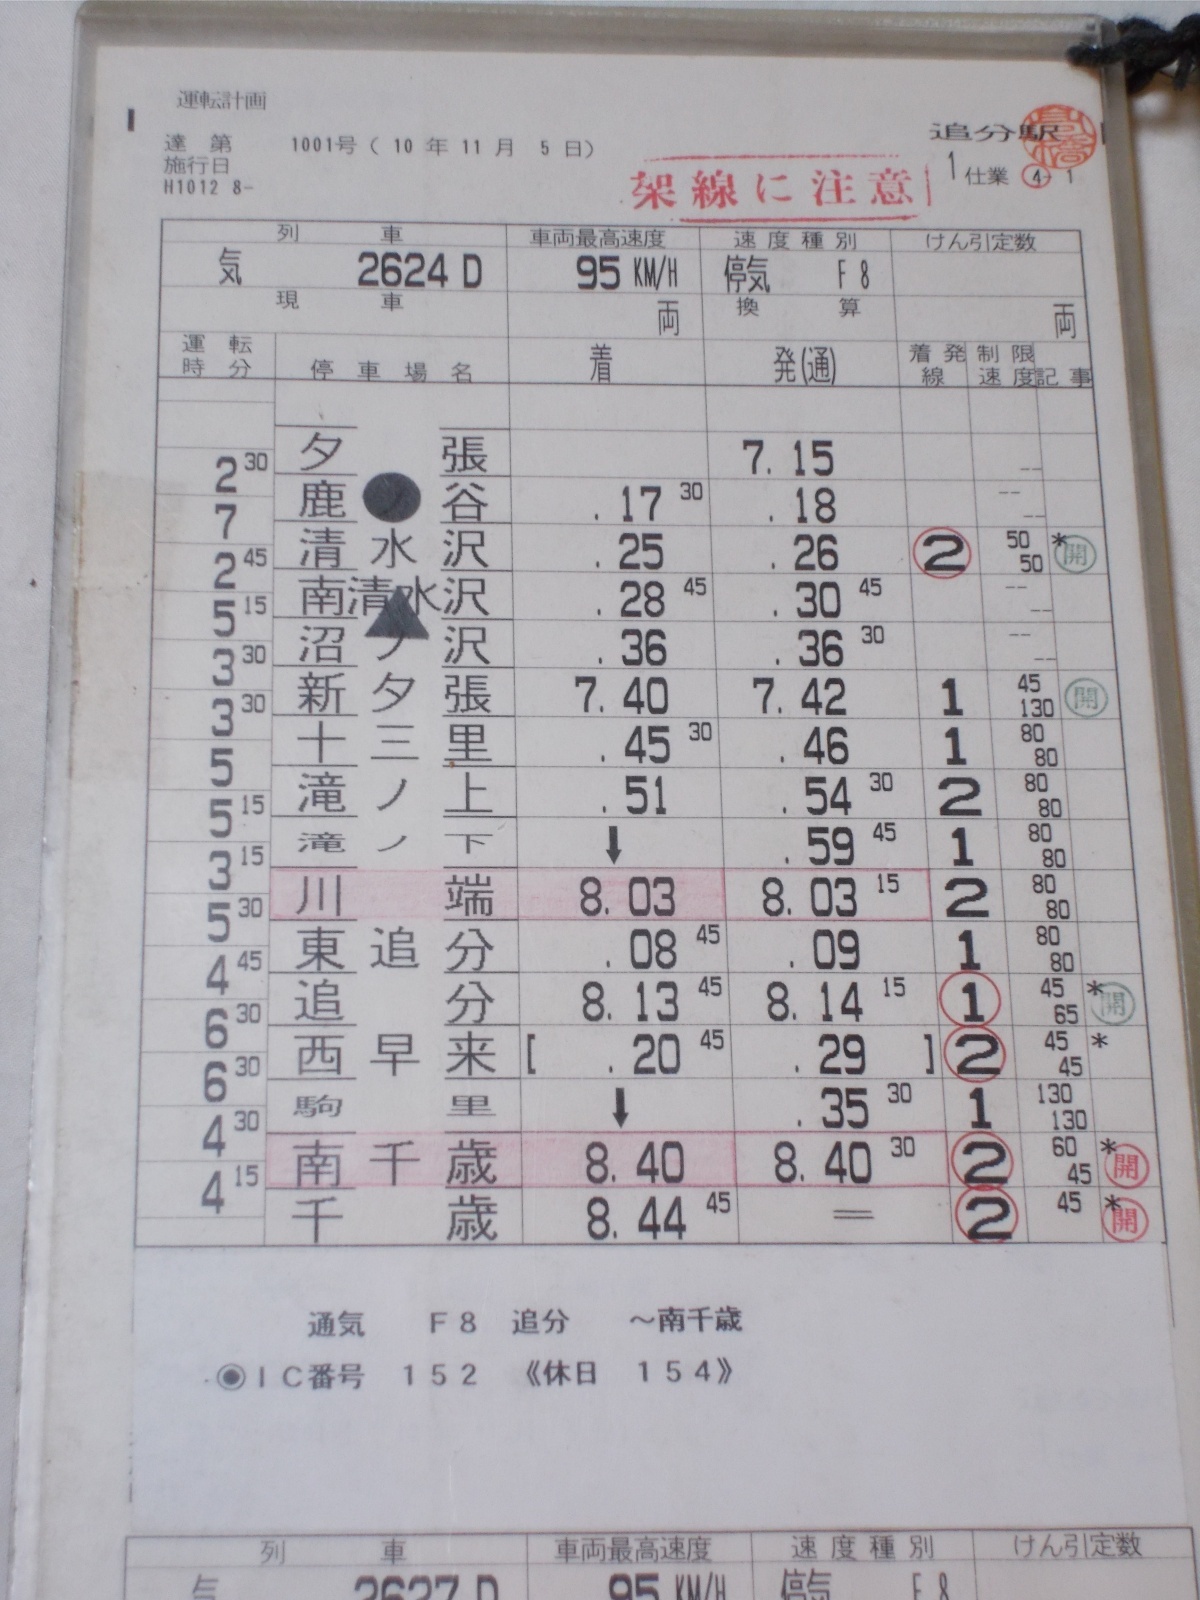 運転計画
達 第 1001号 ( 10 年 11 月 5 日)
施行日
H1012 8-
追分駅
1 仕業 4 1
架線に注意
列 車 車両最高速度 速度種別 けん引定数
気 2624D 95 KM/H 停気 F8
現 車 両 換 算 両
運転時分 停車場名 着 発(通) 着発線 制限速度 記事
夕張 7.15 --
2 30
鹿ノ谷 .17 30 .18 -- --
7
清水沢 .25 .26 2 50 50 * 開
2 45
南清水沢 .28 45 .30 45 -- --
5 15
沼ノ沢 .36 .36 30 -- --
3 30
新夕張 7.40 7.42 1 45 130 開
3 30
十三里 .45 30 .46 1 80 80
5
滝ノ上 .51 .54 30 2 80 80
5 15
滝ノ下 ↓ .59 45 1 80 80
3 15
川端 8.03 8.03 15 2 80 80
5 30
東追分 .08 45 .09 1 80 80
4 45
追分 8.13 45 8.14 15 1 45 65 * 開
6 30
西早来 [ .20 45 .29 ] 2 45 45 *
6 30
駒里 ↓ .35 30 1 130 130
4 30
南千歳 8.40 8.40 30 2 60 45 * 開
4 15
千歳 8.44 45 = 2 45 * 開
通気 F8 追分 ～南千歳
◉IC番号 152 《休日 154》
列 車 車両最高速度 速度種別 けん引定数
気 2627D 95 KM/H 停気 F8